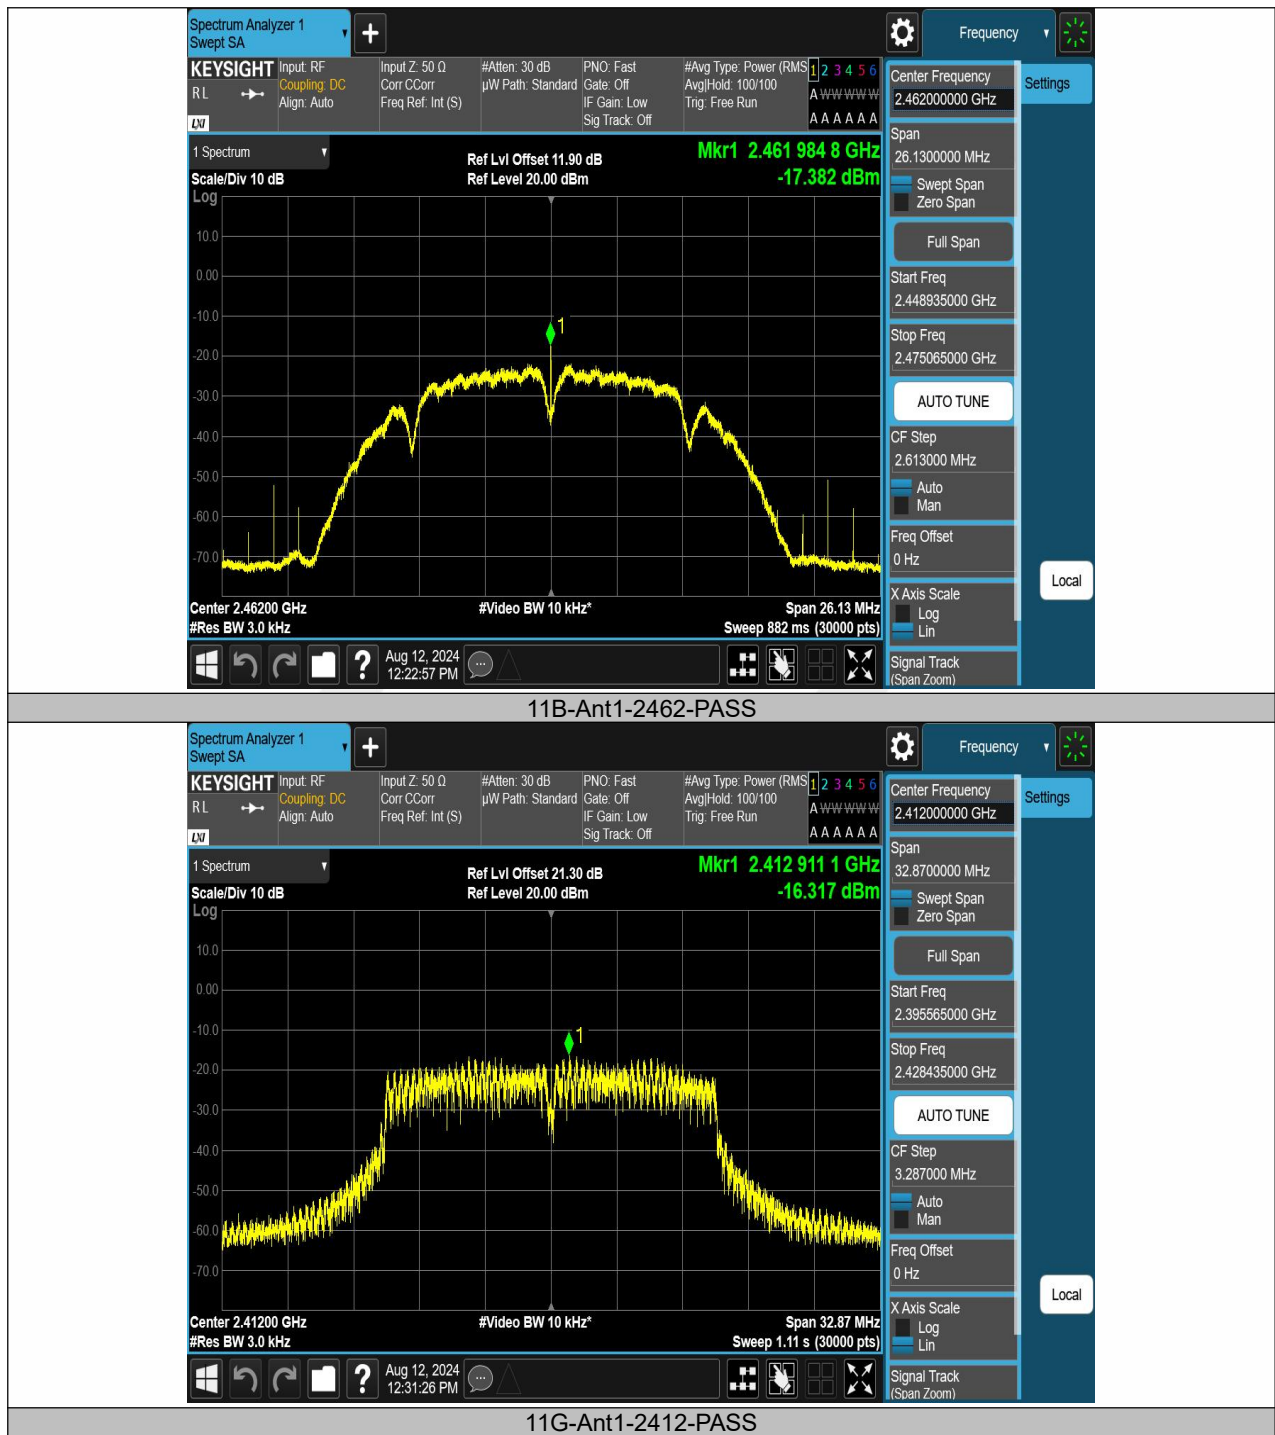 Spectrum Analyzer 1
Swept SA
+
Frequency
KEYSIGHT
RL
LXI
Input: RF
Coupling: DC
Align: Auto
Input Z: 50 Ω
Corr CCorr
Freq Ref: Int (S)
#Atten: 30 dB
µW Path: Standard
PNO: Fast
Gate: Off
IF Gain: Low
Sig Track: Off
#Avg Type: Power (RMS
Avg|Hold: 100/100
Trig: Free Run
1 2 3 4 5 6
A W W W W W
A A A A A A
Center Frequency
2.462000000 GHz
Settings
1 Spectrum
Scale/Div 10 dB
Log
Ref Lvl Offset 11.90 dB
Ref Level 20.00 dBm
Mkr1 2.461 984 8 GHz
-17.382 dBm
10.0
0.00
-10.0
-20.0
-30.0
-40.0
-50.0
-60.0
-70.0
1
Span
26.1300000 MHz
Swept Span
Zero Span
Full Span
Start Freq
2.448935000 GHz
Stop Freq
2.475065000 GHz
AUTO TUNE
CF Step
2.613000 MHz
Auto
Man
Freq Offset
0 Hz
X Axis Scale
Log
Lin
Signal Track
(Span Zoom)
Local
Center 2.46200 GHz
#Res BW 3.0 kHz
#Video BW 10 kHz*
Span 26.13 MHz
Sweep 882 ms (30000 pts)
?
Aug 12, 2024
12:22:57 PM
11B-Ant1-2462-PASS
Spectrum Analyzer 1
Swept SA
+
Frequency
KEYSIGHT
RL
LXI
Input: RF
Coupling: DC
Align: Auto
Input Z: 50 Ω
Corr CCorr
Freq Ref: Int (S)
#Atten: 30 dB
µW Path: Standard
PNO: Fast
Gate: Off
IF Gain: Low
Sig Track: Off
#Avg Type: Power (RMS
Avg|Hold: 100/100
Trig: Free Run
1 2 3 4 5 6
A W W W W W
A A A A A A
Center Frequency
2.412000000 GHz
Settings
1 Spectrum
Scale/Div 10 dB
Log
Ref Lvl Offset 21.30 dB
Ref Level 20.00 dBm
Mkr1 2.412 911 1 GHz
-16.317 dBm
10.0
0.00
-10.0
-20.0
-30.0
-40.0
-50.0
-60.0
-70.0
1
Span
32.8700000 MHz
Swept Span
Zero Span
Full Span
Start Freq
2.395565000 GHz
Stop Freq
2.428435000 GHz
AUTO TUNE
CF Step
3.287000 MHz
Auto
Man
Freq Offset
0 Hz
X Axis Scale
Log
Lin
Signal Track
(Span Zoom)
Local
Center 2.41200 GHz
#Res BW 3.0 kHz
#Video BW 10 kHz*
Span 32.87 MHz
Sweep 1.11 s (30000 pts)
?
Aug 12, 2024
12:31:26 PM
11G-Ant1-2412-PASS